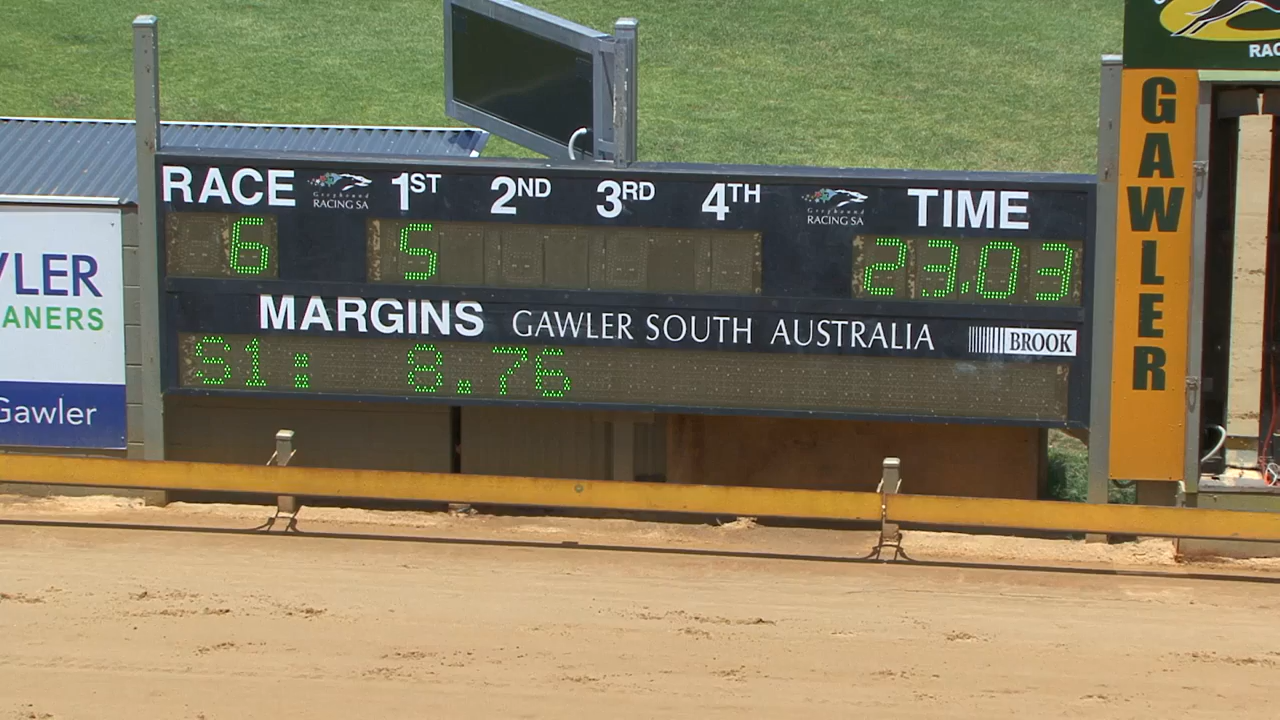 RAC
GAWLER
RACE 1ST 2ND 3RD 4TH TIME
Greyhound RACING SA
Greyhound RACING SA
6 5 23.03
MARGINS GAWLER SOUTH AUSTRALIA BROOK
S1: 8.76
WLER
ANERS
Gawler